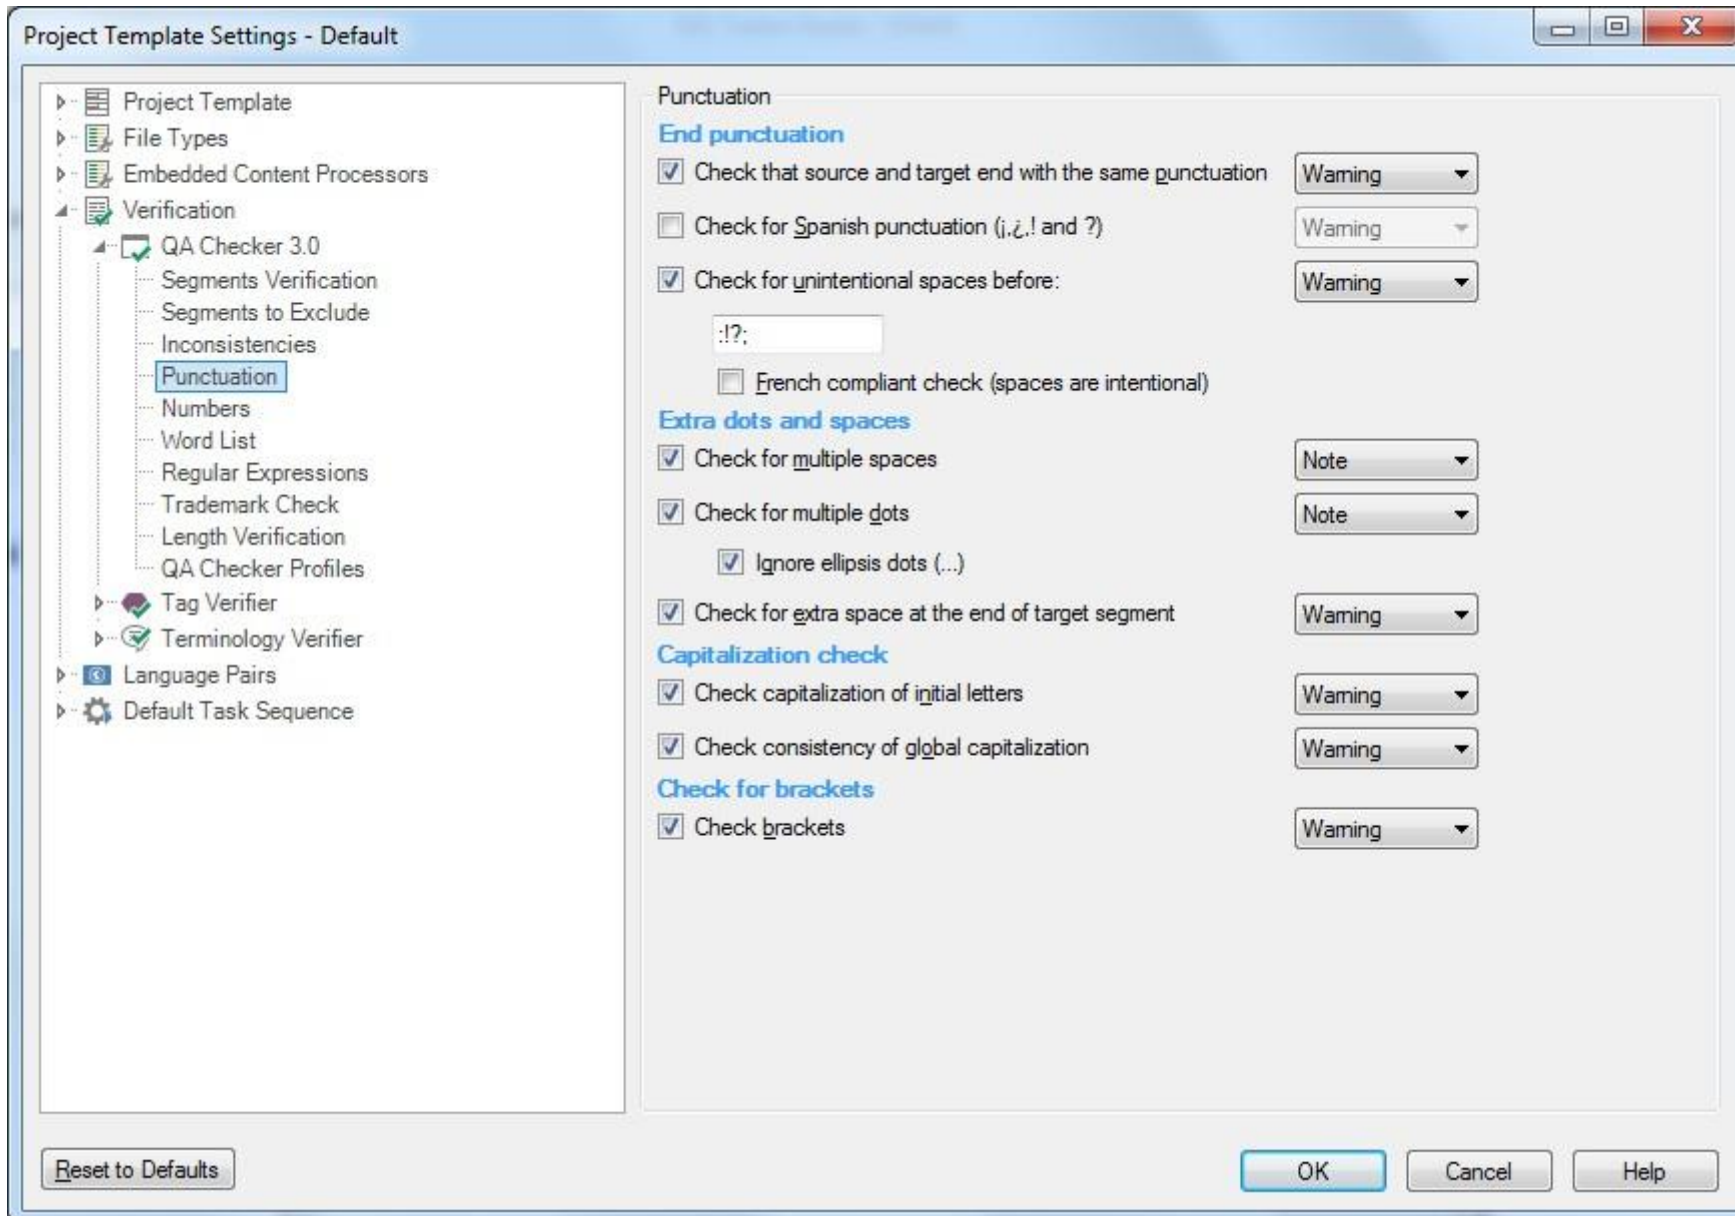 Project Template Settings - Default
Project Template
File Types
Embedded Content Processors
Verification
QA Checker 3.0
Segments Verification
Segments to Exclude
Inconsistencies
Punctuation
Numbers
Word List
Regular Expressions
Trademark Check
Length Verification
QA Checker Profiles
Tag Verifier
Terminology Verifier
Language Pairs
Default Task Sequence
Punctuation
End punctuation
Check that source and target end with the same punctuation Warning
Check for Spanish punctuation (¡,¿,! and ?) Warning
Check for unintentional spaces before: Warning
:!?;
French compliant check (spaces are intentional)
Extra dots and spaces
Check for multiple spaces Note
Check for multiple dots Note
Ignore ellipsis dots (...)
Check for extra space at the end of target segment Warning
Capitalization check
Check capitalization of initial letters Warning
Check consistency of global capitalization Warning
Check for brackets
Check brackets Warning
Reset to Defaults OK Cancel Help